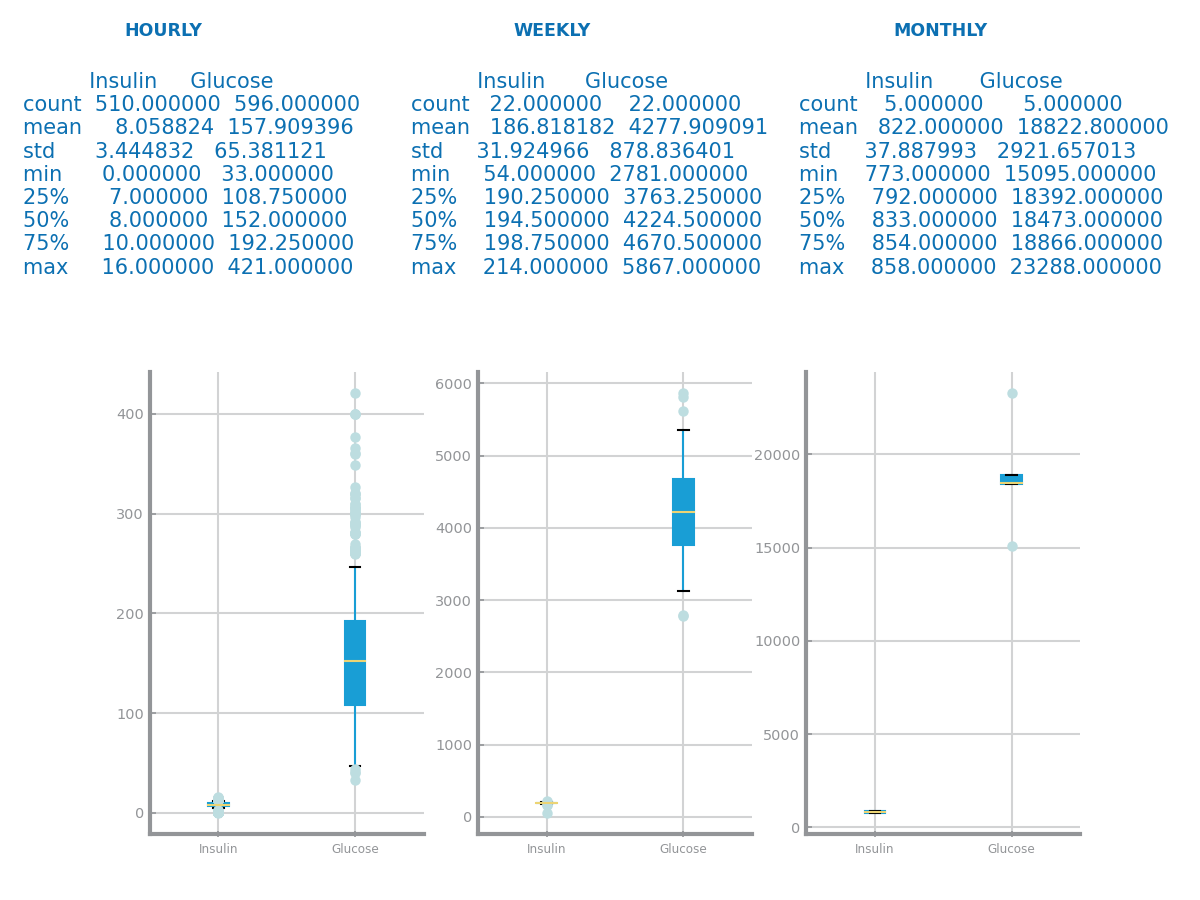 HOURLY WEEKLY MONTHLY
Insulin Glucose Insulin Glucose Insulin Glucose
count 510.000000 596.000000 count 22.000000 22.000000 count 5.000000 5.000000
mean 8.058824 157.909396 mean 186.818182 4277.909091 mean 822.000000 18822.800000
std 3.444832 65.381121 std 31.924966 878.836401 std 37.887993 2921.657013
min 0.000000 33.000000 min 54.000000 2781.000000 min 773.000000 15095.000000
25% 7.000000 108.750000 25% 190.250000 3763.250000 25% 792.000000 18392.000000
50% 8.000000 152.000000 50% 194.500000 4224.500000 50% 833.000000 18473.000000
75% 10.000000 192.250000 75% 198.750000 4670.500000 75% 854.000000 18866.000000
max 16.000000 421.000000 max 214.000000 5867.000000 max 858.000000 23288.000000
400
300
200
100
0
Insulin Glucose
6000
5000
4000
3000
2000
1000
0
Insulin Glucose
20000
15000
10000
5000
0
Insulin Glucose